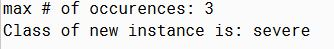 max # of occurences: 3
Class of new instance is: severe